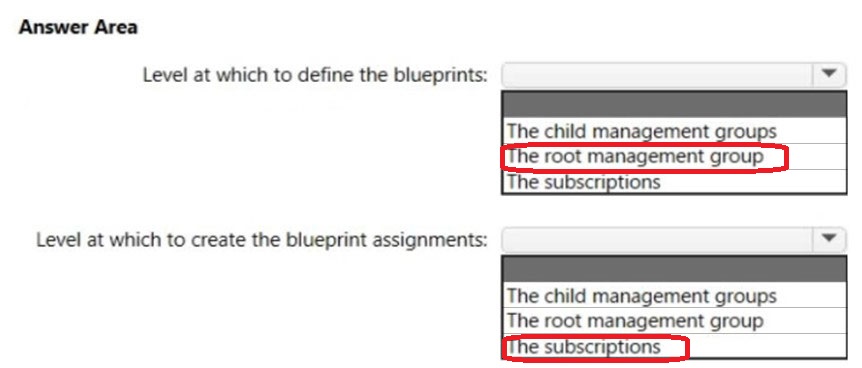 Answer Area
Level at which to define the blueprints:
The child management groups
The root management group
The subscriptions
Level at which to create the blueprint assignments:
The child management groups
The root management group
The subscriptions